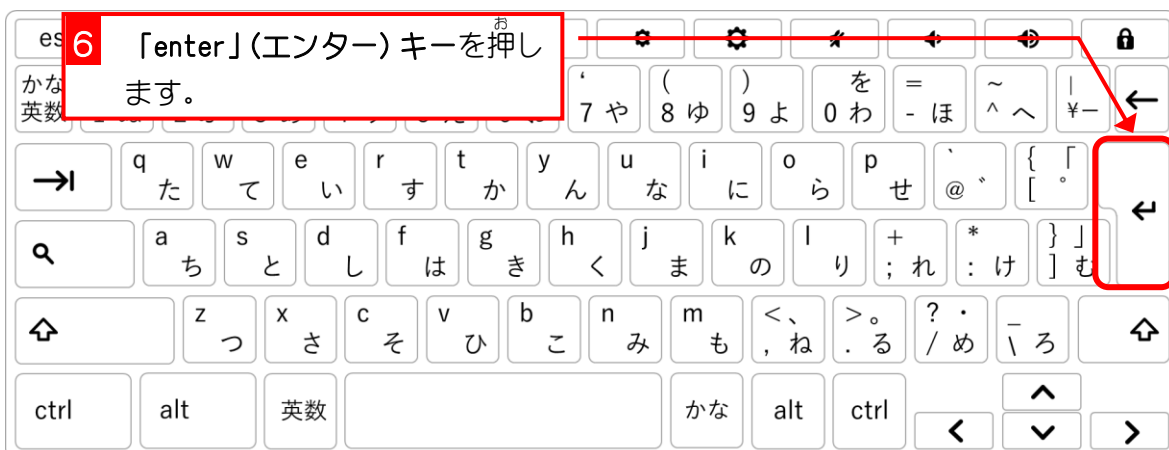 es
6 「enter」(エンター) キーを押し
お
ます。
かな
英数
‘ 7 や ( 8 ゆ ) 9 よ を 0 わ = - ほ ~ ^ へ | ¥ ー
q た w て e い r す t か y ん u な i に o ら p せ ` @ ゛ { 「 [ ゜
a ち s と d し f は g き h く j ま k の l り + ; れ * : け } 」 ] む
z つ x さ c そ v ひ b こ n み m も < 、 , ね > 。 . る ? ・ / め _ \ ろ
ctrl alt 英数 かな alt ctrl